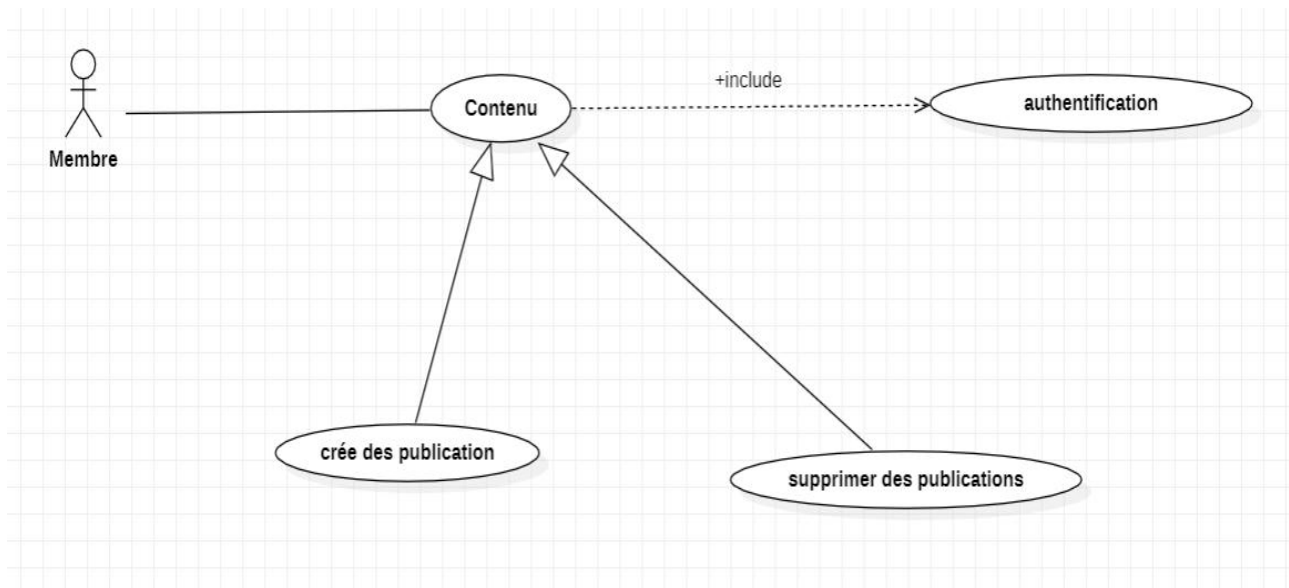 +include
Contenu
authentification
Membre
crée des publication
supprimer des publications